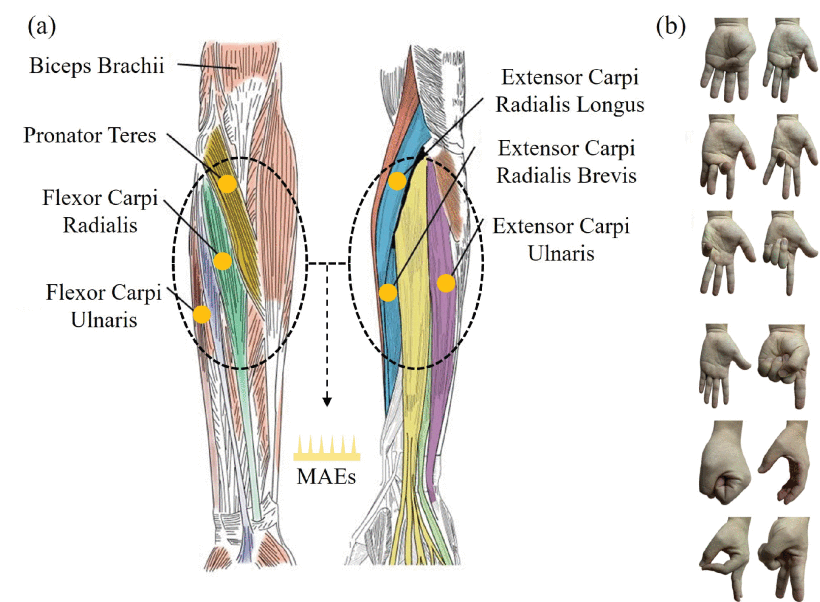 (a)
Biceps Brachii
Pronator Teres
Flexor Carpi
Radialis
Flexor Carpi
Ulnaris
Extensor Carpi
Radialis Longus
Extensor Carpi
Radialis Brevis
Extensor Carpi
Ulnaris
MAEs
(b)